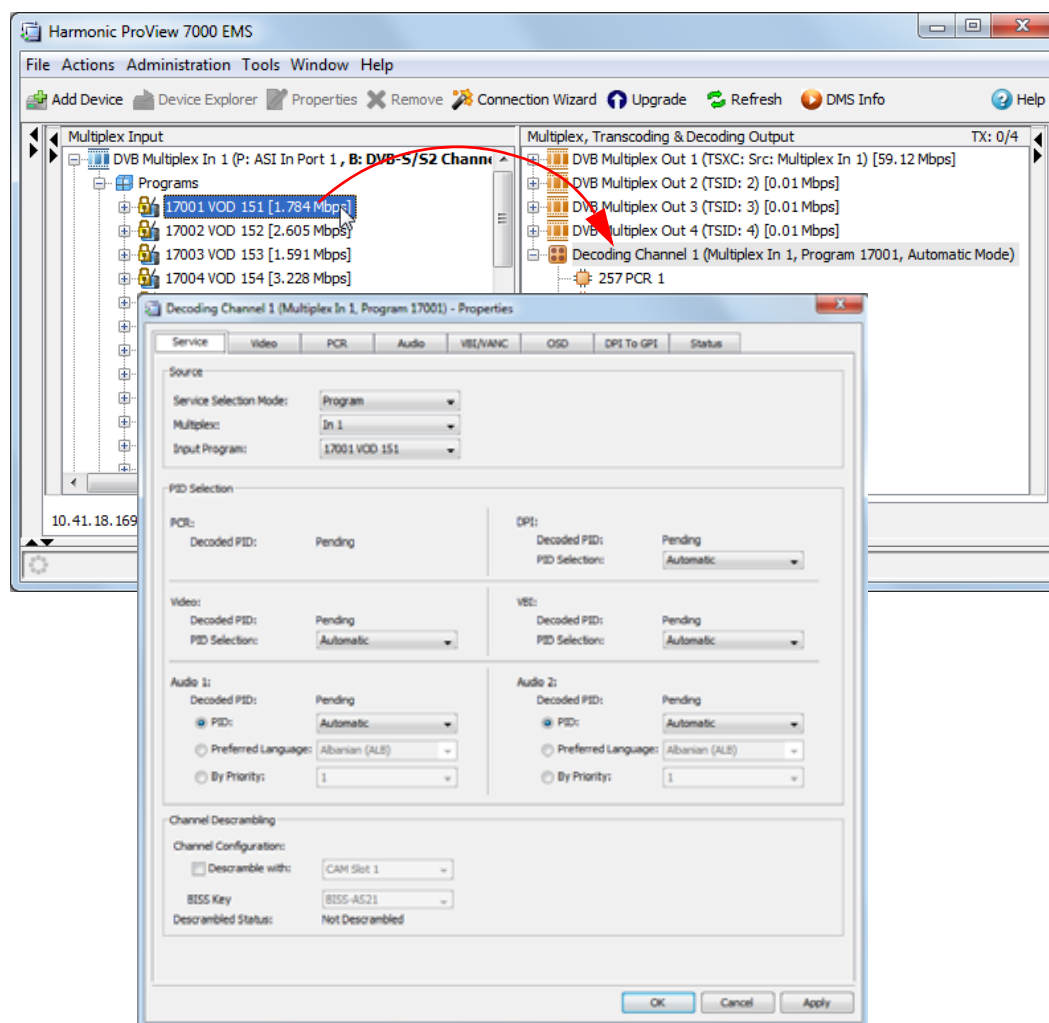 Harmonic ProView 7000 EMS
File Actions Administration Tools Window Help
Add Device Device Explorer Properties Remove Connection Wizard Upgrade Refresh DMS Info Help
Multiplex Input
DVB Multiplex In 1 (P: ASI In Port 1 , B: DVB-S/S2 Channe
Programs
17001 VOD 151 [1.784 Mbps]
17002 VOD 152 [2.605 Mbps]
17003 VOD 153 [1.591 Mbps]
17004 VOD 154 [3.228 Mbps]
10.41.18.169
Multiplex, Transcoding & Decoding Output TX: 0/4
DVB Multiplex Out 1 (TSXC: Src: Multiplex In 1) [59.12 Mbps]
DVB Multiplex Out 2 (TSID: 2) [0.01 Mbps]
DVB Multiplex Out 3 (TSID: 3) [0.01 Mbps]
DVB Multiplex Out 4 (TSID: 4) [0.01 Mbps]
Decoding Channel 1 (Multiplex In 1, Program 17001, Automatic Mode)
257 PCR 1
Decoding Channel 1 (Multiplex In 1, Program 17001) - Properties
Service Video PCR Audio VBI/VANC OSD DPI To GPI Status
Source
Service Selection Mode: Program
Multiplex: In 1
Input Program: 17001 VOD 151
PID Selection
PCR:
Decoded PID: Pending
DPI:
Decoded PID: Pending
PID Selection: Automatic
Video:
Decoded PID: Pending
PID Selection: Automatic
VBI:
Decoded PID: Pending
PID Selection: Automatic
Audio 1:
Decoded PID: Pending
PID: Automatic
Preferred Language: Albanian (ALB)
By Priority: 1
Audio 2:
Decoded PID: Pending
PID: Automatic
Preferred Language: Albanian (ALB)
By Priority: 1
Channel Descrambling
Channel Configuration:
Descramble with: CAM Slot 1
BISS Key BISS-AS21
Descrambled Status: Not Descrambled
OK Cancel Apply